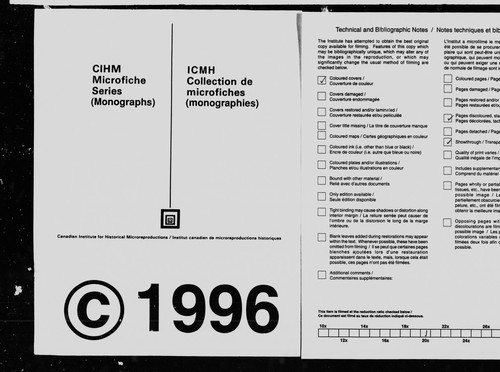 CIHM
Microfiche
Series
(Monographs)
ICMH
Collection de
microfiches
(monographies)
Canadian Institute for Historical Microreproductions / Institut canadien de microreproductions historiques
© 1996
Technical and Bibliographic Notes / Notes techniques et bib
The Institute has attempted to obtain the best original
copy available for filming. Features of this copy which
may be bibliographically unique, which may alter any of
the images in the reproduction, or which may
significantly change the usual method of filming are
checked below.
Coloured covers /
Couverture de couleur
Covers damaged /
Couverture endommagée
Covers restored and/or laminated /
Couverture restaurée et/ou pelliculée
Cover title missing / Le titre de couverture manque
Coloured maps / Cartes géographiques en couleur
Coloured ink (i.e. other than blue or black) /
Encre de couleur (i.e. autre que bleue ou noire)
Coloured plates and/or illustrations /
Planches et/ou illustrations en couleur
Bound with other material /
Relié avec d'autres documents
Only edition available /
Seule édition disponible
Tight binding may cause shadows or distortion along
interior margin / La reliure serrée peut causer de
l'ombre ou de la distorsion le long de la marge
intérieure.
Blank leaves added during restorations may appear
within the text. Whenever possible, these have been
omitted from filming / Il se peut que certaines pages
blanches ajoutées lors d'une restauration
apparaissent dans le texte, mais, lorsque cela était
possible, ces pages n'ont pas été filmées.
Additional comments /
Commentaires supplémentaires:
L'Institut a microfilmé le me
été possible de se procurer
plaire qui sont peut-être un
ographique, qui peuvent mo
ou qui peuvent exiger une
de normale de filmage sont
Coloured pages / Page
Pages damaged / Page
Pages restored and/or
Pages restaurées et/ou
Pages discoloured, sta
Pages décolorées, tach
Pages detached / Page
Showthrough / Transpa
Quality of print varies /
Qualité inégale de l'imp
Includes supplementar
Comprend du matériel
Pages wholly or partial
tissues, etc., have been
possible image / Le
partiellement obscurcie
pelure, etc., ont été film
obtenir la meilleure ima
Opposing pages wit
discolourations are film
possible image / Les
colorations variables
filmées deux fois afin
possible.
This item is filmed at the reduction ratio checked below /
Ce document est filmé au taux de réduction indiqué ci-dessous.
10x 14x 18x 22x 26x
12x 16x 20x 24x